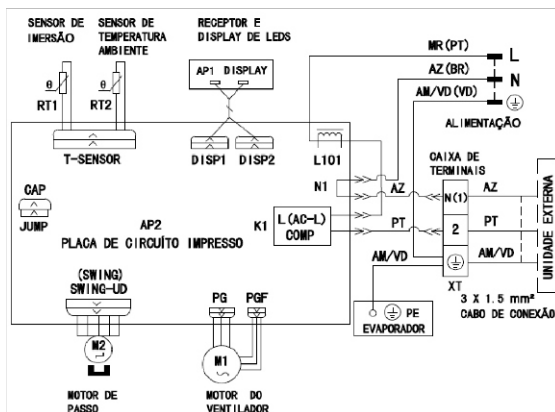 SENSOR DE
IMERSÃO
SENSOR DE
TEMPERATURA
AMBIENTE
RECEPTOR E
DISPLAY DE LEDS
MR(PT)
L
AZ(BR)
N
AM/VD(VD)
ALIMENTAÇÃO
θ
RT1
θ
RT2
AP1 DISPLAY
T-SENSOR
DISP1
DISP2
L101
CAIXA DE
TERMINAIS
N1
AZ
N(1)
AZ
CAP
JUMP
AP2
PLACA DE CIRCUÍTO IMPRESSO
K1
L(AC-L)
COMP
PT
2
PT
UNIDADE EXTERNA
AM/VD
AM/VD
XT
(SWING)
SWING-UD
PG
PGF
PE
EVAPORADOR
3 X 1.5 mm²
CABO DE CONEXÃO
M2
M1
MOTOR DE
PASSO
MOTOR DO
VENTILADOR